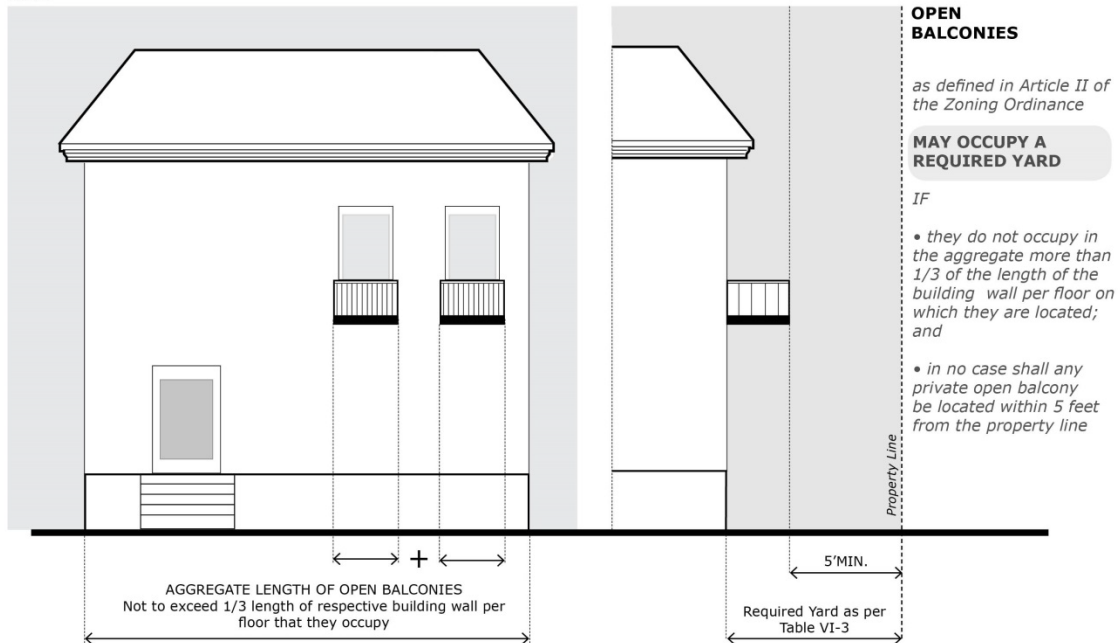 OPEN
BALCONIES
as defined in Article II of
the Zoning Ordinance
MAY OCCUPY A
REQUIRED YARD
IF
• they do not occupy in
the aggregate more than
1/3 of the length of the
building wall per floor on
which they are located;
and
• in no case shall any
private open balcony
be located within 5 feet
from the property line
Property Line
+
5'MIN.
AGGREGATE LENGTH OF OPEN BALCONIES
Not to exceed 1/3 length of respective building wall per
floor that they occupy
Required Yard as per
Table VI-3